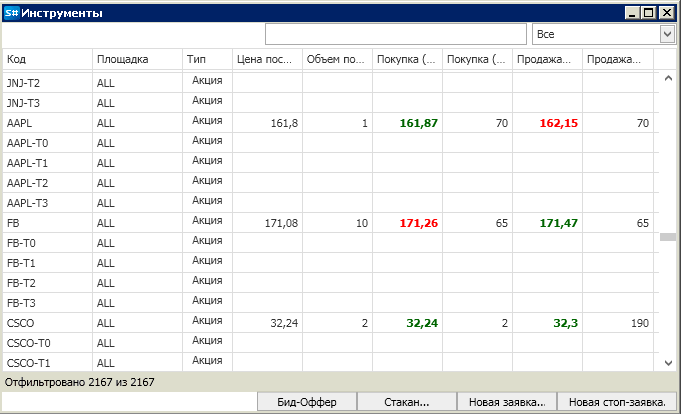 S# Инструменты
Все
Код Площадка Тип Цена пос... Объем по... Покупка (... Покупка (... Продажа... Продажа...
JNJ-T2 ALL Акция
JNJ-T3 ALL Акция
AAPL ALL Акция 161,8 1 161,87 70 162,15 70
AAPL-T0 ALL Акция
AAPL-T1 ALL Акция
AAPL-T2 ALL Акция
AAPL-T3 ALL Акция
FB ALL Акция 171,08 10 171,26 65 171,47 65
FB-T0 ALL Акция
FB-T1 ALL Акция
FB-T2 ALL Акция
FB-T3 ALL Акция
CSCO ALL Акция 32,24 2 32,24 2 32,3 190
CSCO-T0 ALL Акция
CSCO-T1 ALL Акция
Отфильтровано 2167 из 2167
Бид-Оффер Стакан... Новая заявка... Новая стоп-заявка.